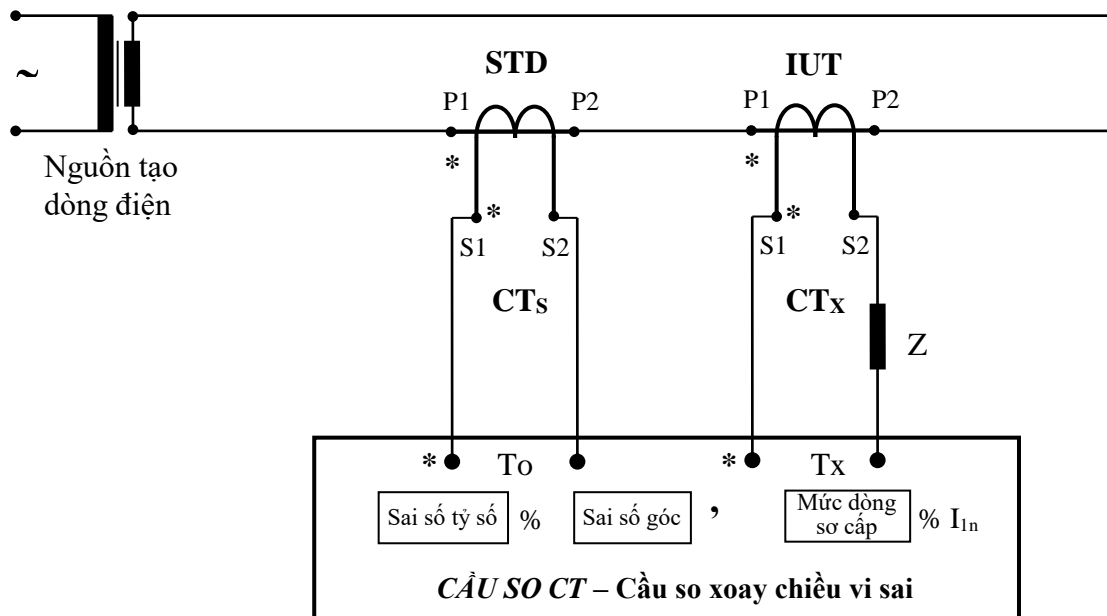 ~
Nguồn tạo
dòng điện
STD
IUT
P1
P2
P1
P2
*
*
*
*
S1
S2
S1
S2
CTS
CTX
Z
* To
* Tx
Sai số tỷ số % Sai số góc , Mức dòng
sơ cấp % I1n
CẦU SO CT – Cầu so xoay chiều vi sai